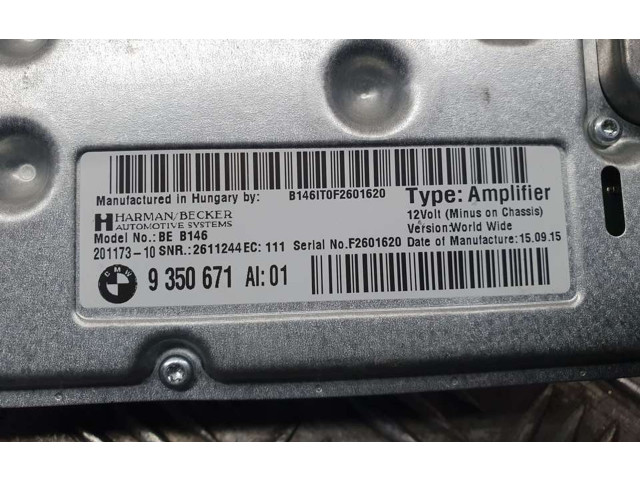 Manufactured in Hungary by:
B146IT0F2601620
Type: Amplifier
HARMAN/BECKER
AUTOMOTIVE SYSTEMS
12Volt (Minus on Chassis)
Version:World Wide
Model No.: BE B146
201173-10 SNR.:2611244 EC: 111
Serial No.F2601620
Date of Manufacture:15.09.15
BMW
9 350 671 AI: 01